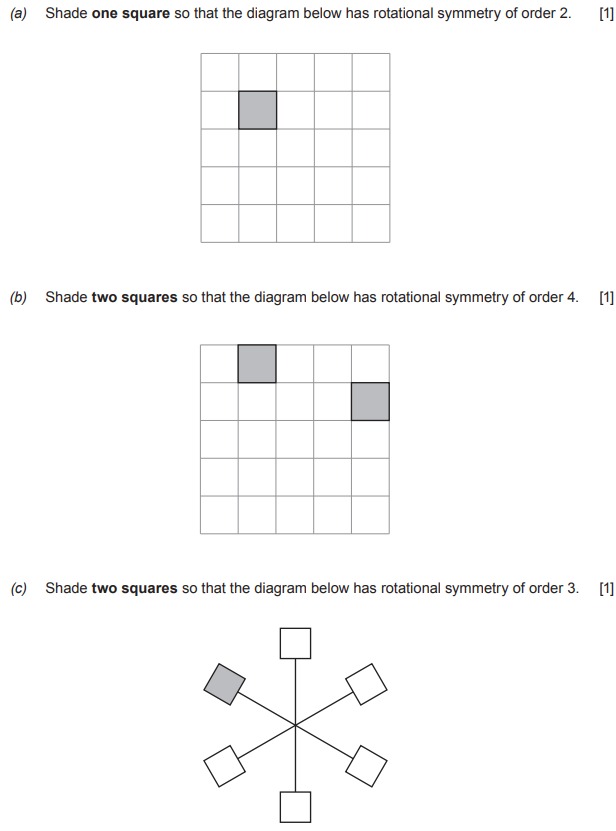 (a) Shade one square so that the diagram below has rotational symmetry of order 2. [1]
(b) Shade two squares so that the diagram below has rotational symmetry of order 4. [1]
(c) Shade two squares so that the diagram below has rotational symmetry of order 3. [1]